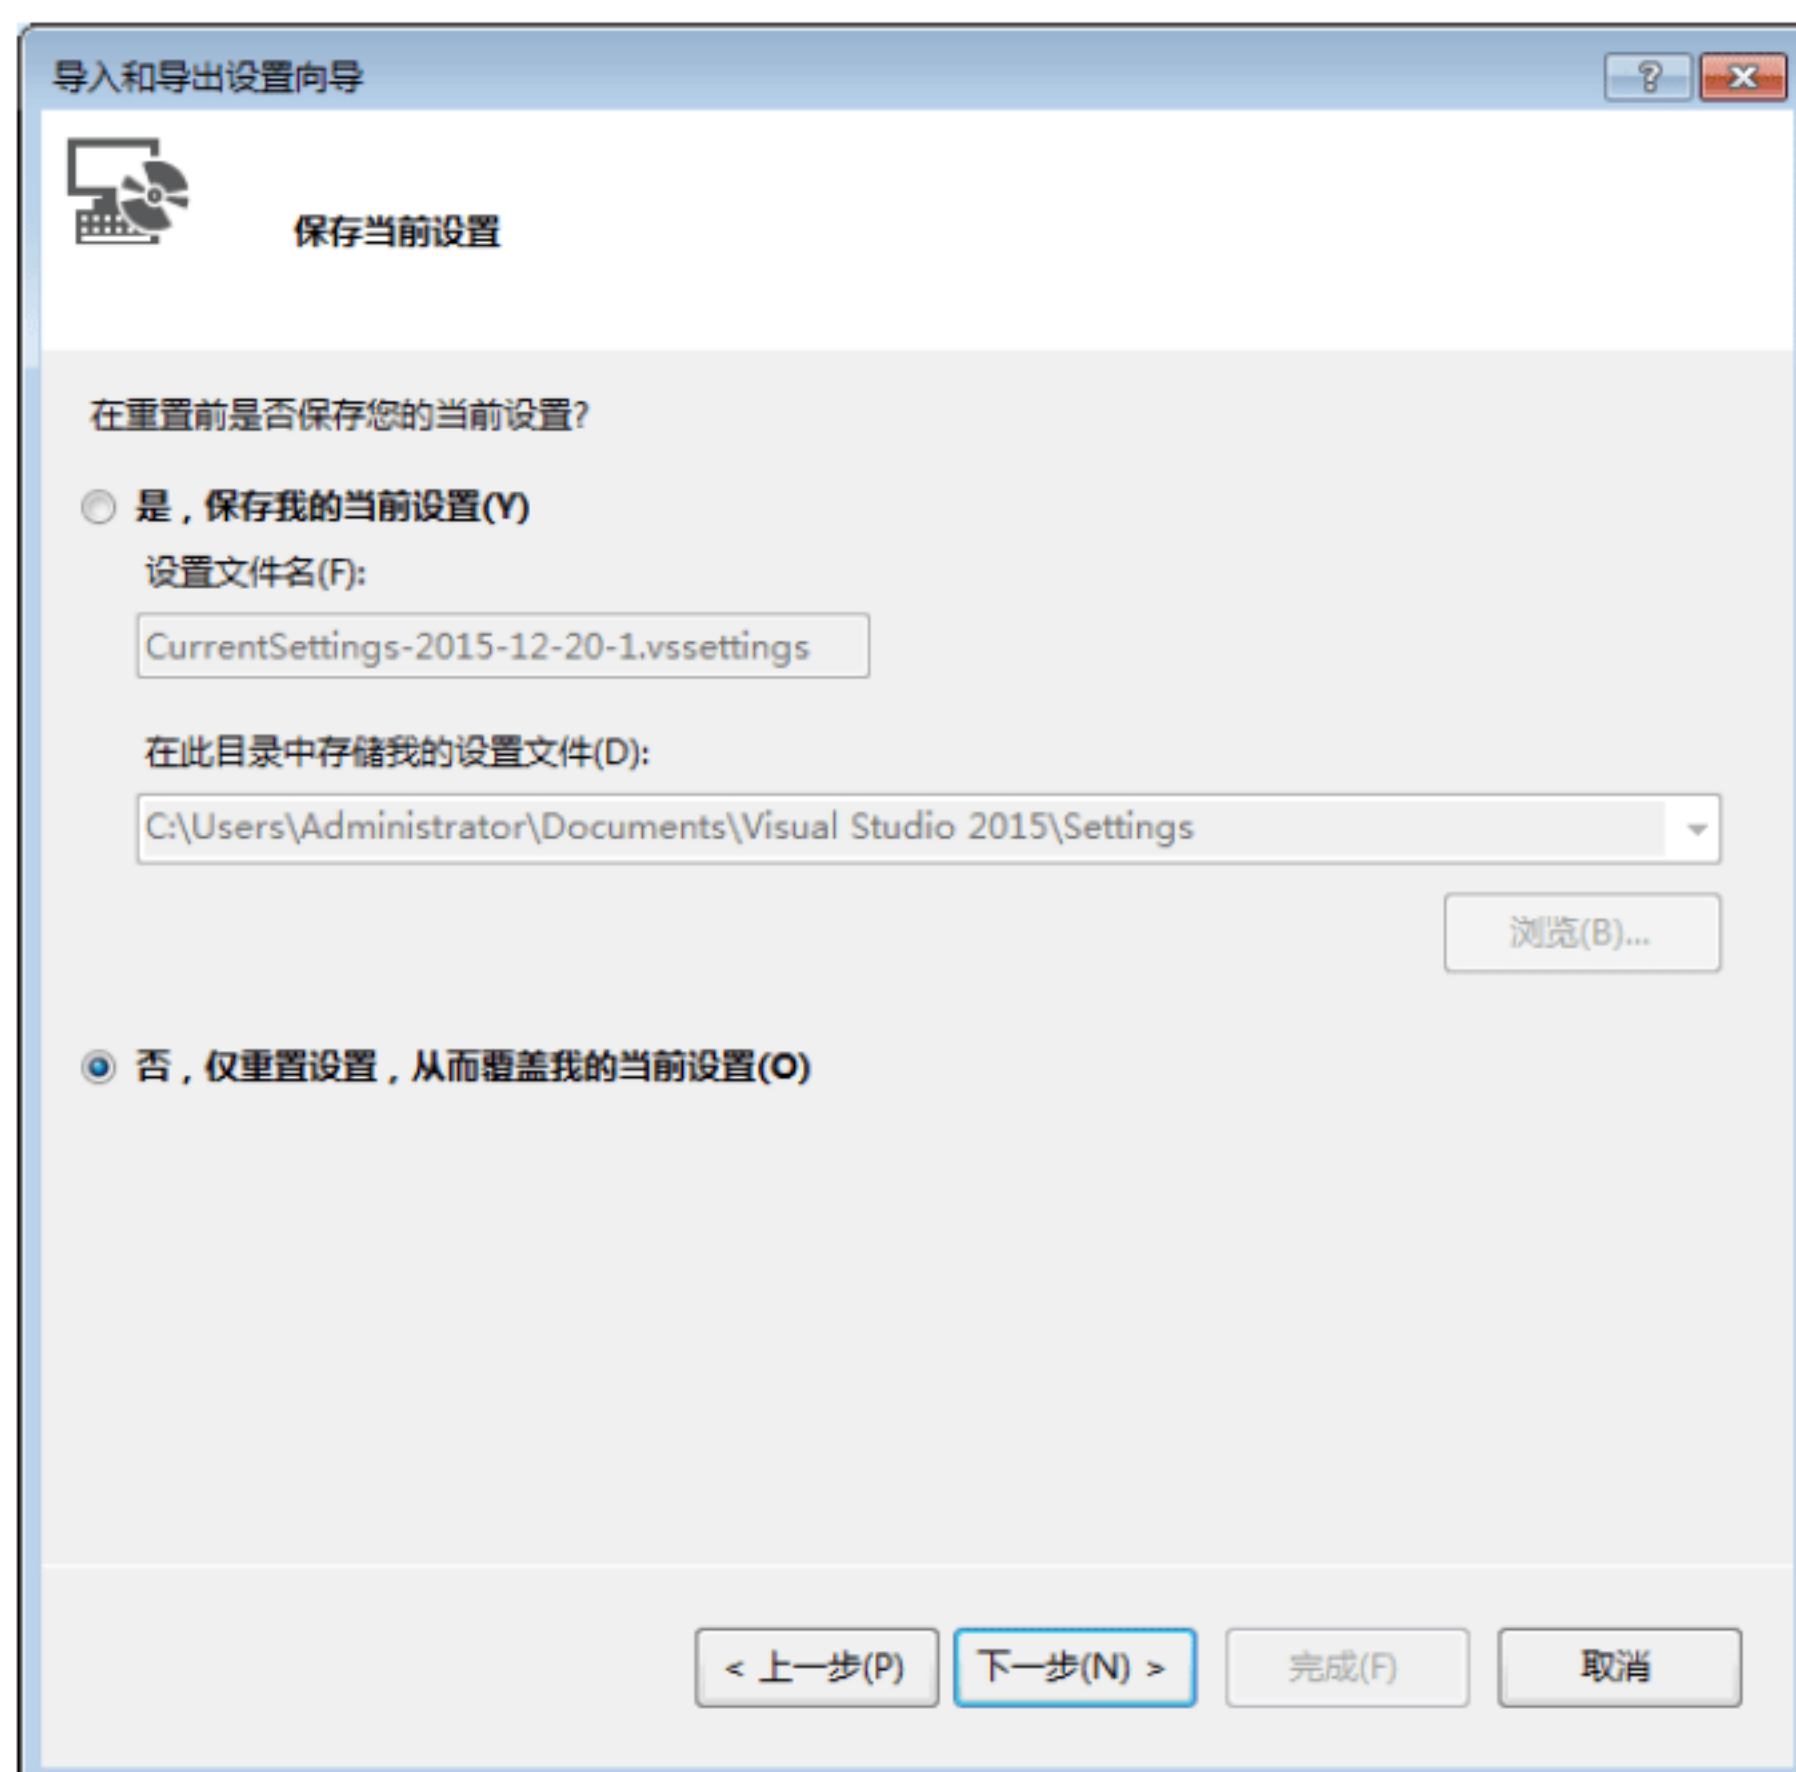 导入和导出设置向导
保存当前设置
在重置前是否保存您的当前设置?
是，保存我的当前设置(Y)
设置文件名(F):
CurrentSettings-2015-12-20-1.vssettings
在此目录中存储我的设置文件(D):
C:\Users\Administrator\Documents\Visual Studio 2015\Settings
浏览(B)...
否，仅重置设置，从而覆盖我的当前设置(O)
< 上一步(P) 下一步(N) > 完成(F) 取消